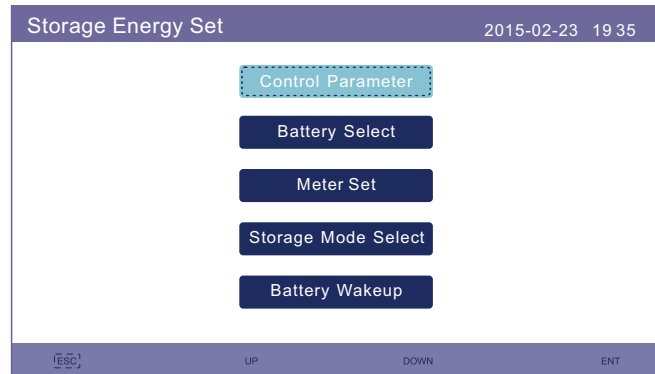 Storage Energy Set 2015-02-23 19 35
Control Parameter
Battery Select
Meter Set
Storage Mode Select
Battery Wakeup
ESC UP DOWN ENT